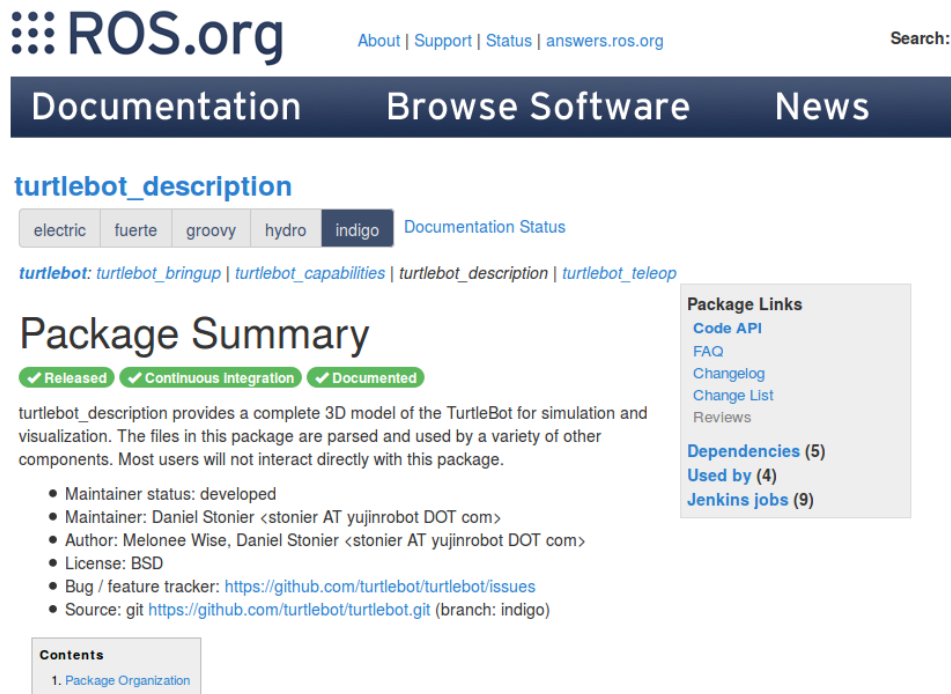 ROS.org
About | Support | Status | answers.ros.org
Search:
Documentation Browse Software News
turtlebot_description
electric fuerte groovy hydro indigo Documentation Status
turtlebot: turtlebot_bringup | turtlebot_capabilities | turtlebot_description | turtlebot_teleop
Package Summary
Released Continuous integration Documented
turtlebot_description provides a complete 3D model of the TurtleBot for simulation and
visualization. The files in this package are parsed and used by a variety of other
components. Most users will not interact directly with this package.
• Maintainer status: developed
• Maintainer: Daniel Stonier <stonier AT yujinrobot DOT com>
• Author: Melonee Wise, Daniel Stonier <stonier AT yujinrobot DOT com>
• License: BSD
• Bug / feature tracker: https://github.com/turtlebot/turtlebot/issues
• Source: git https://github.com/turtlebot/turtlebot.git (branch: indigo)
Package Links
Code API
FAQ
Changelog
Change List
Reviews
Dependencies (5)
Used by (4)
Jenkins jobs (9)
Contents
1. Package Organization